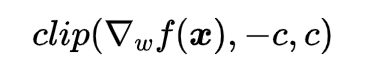 clip(∇_w f(𝒙), −c, c)